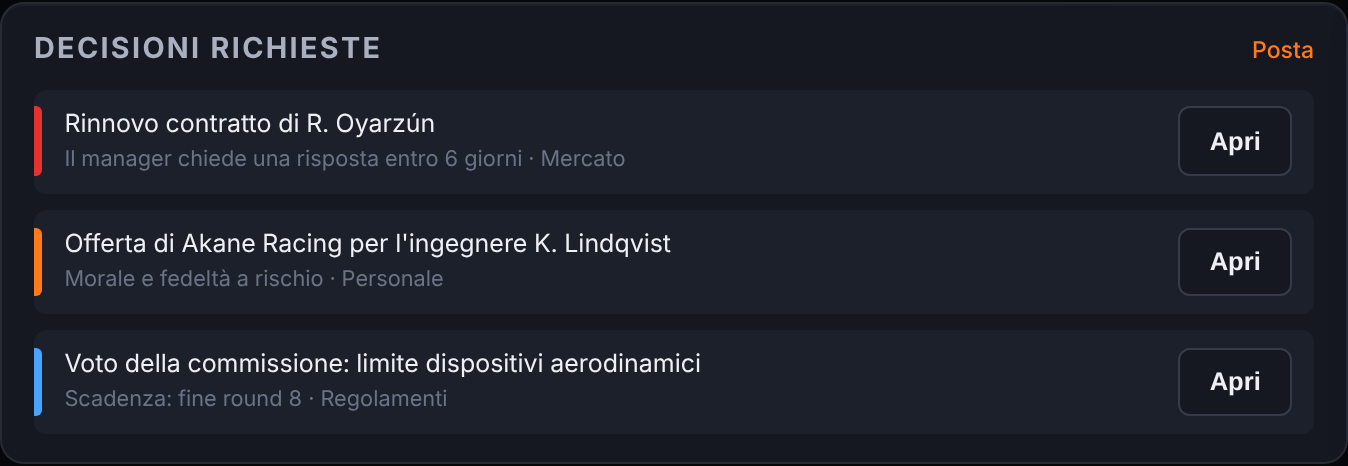 DECISIONI RICHIESTE
Posta
Rinnovo contratto di R. Oyarzún
Il manager chiede una risposta entro 6 giorni · Mercato
Apri
Offerta di Akane Racing per l'ingegnere K. Lindqvist
Morale e fedeltà a rischio · Personale
Apri
Voto della commissione: limite dispositivi aerodinamici
Scadenza: fine round 8 · Regolamenti
Apri